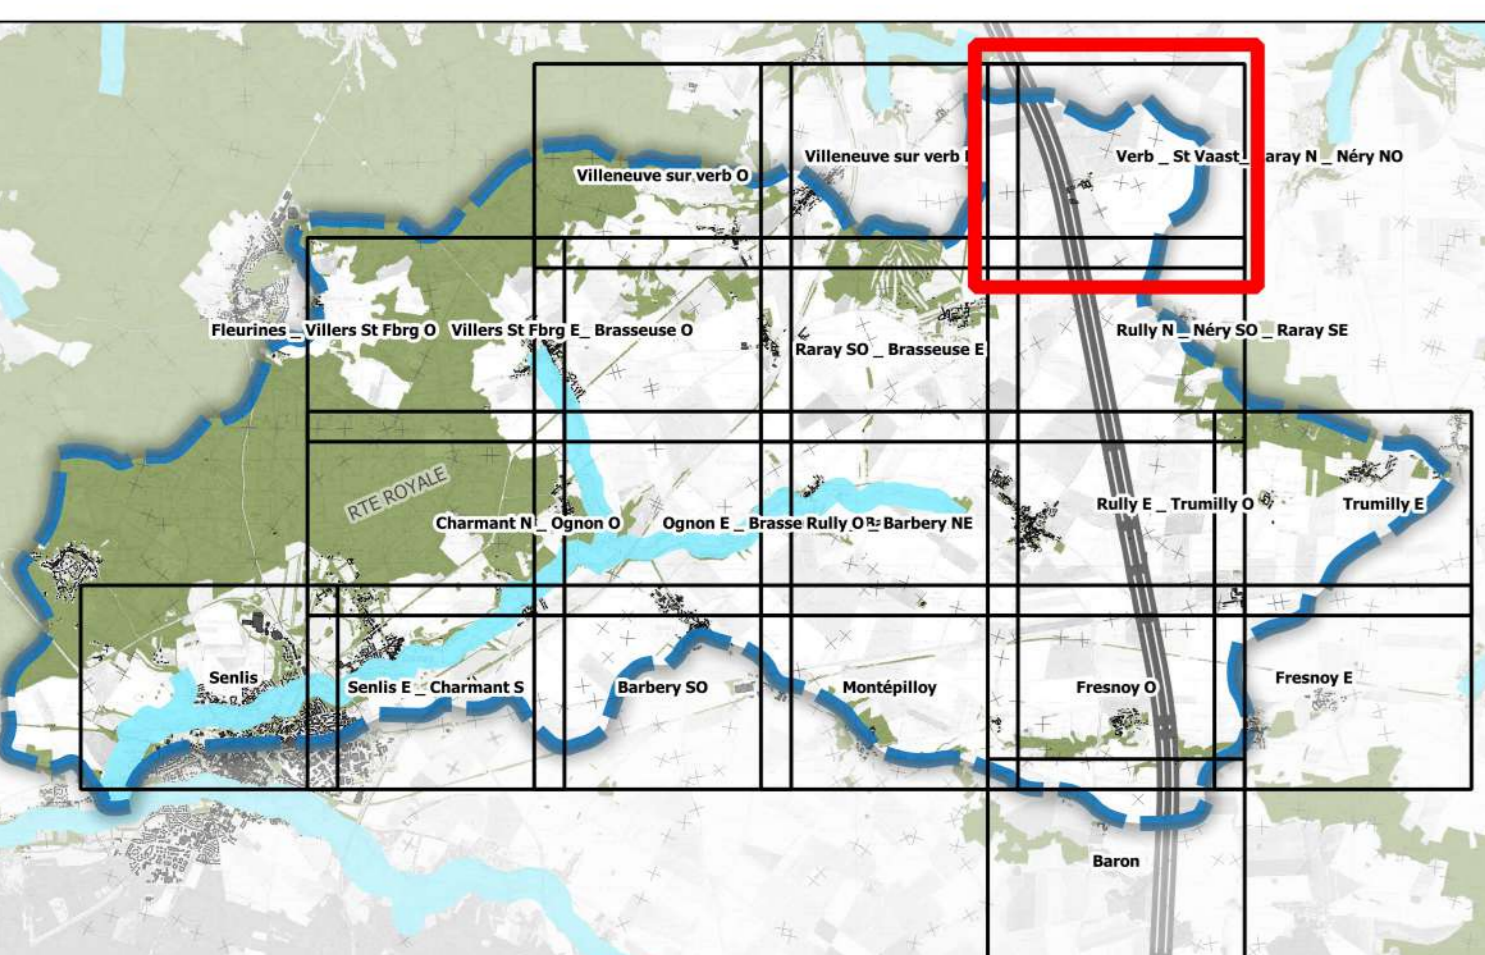 Villeneuve sur verb
Verb _ St Vaast_ aray N _ Néry NO
Villeneuve sur verb O
Fleurines _ Villers St Fbrg O
Villers St Fbrg E_ Brasseuse O
Raray SO _ Brasseuse E
Rully N _ Néry SO _ Raray SE
RTE ROYALE
Charmant N _ Ognon O
Ognon E _ Brasse
Rully O
Barbery NE
Rully E _ Trumilly O
Trumilly E
Senlis
Senlis E _ Charmant S
Barbery SO
Montépilloy
Fresnoy O
Fresnoy E
Baron